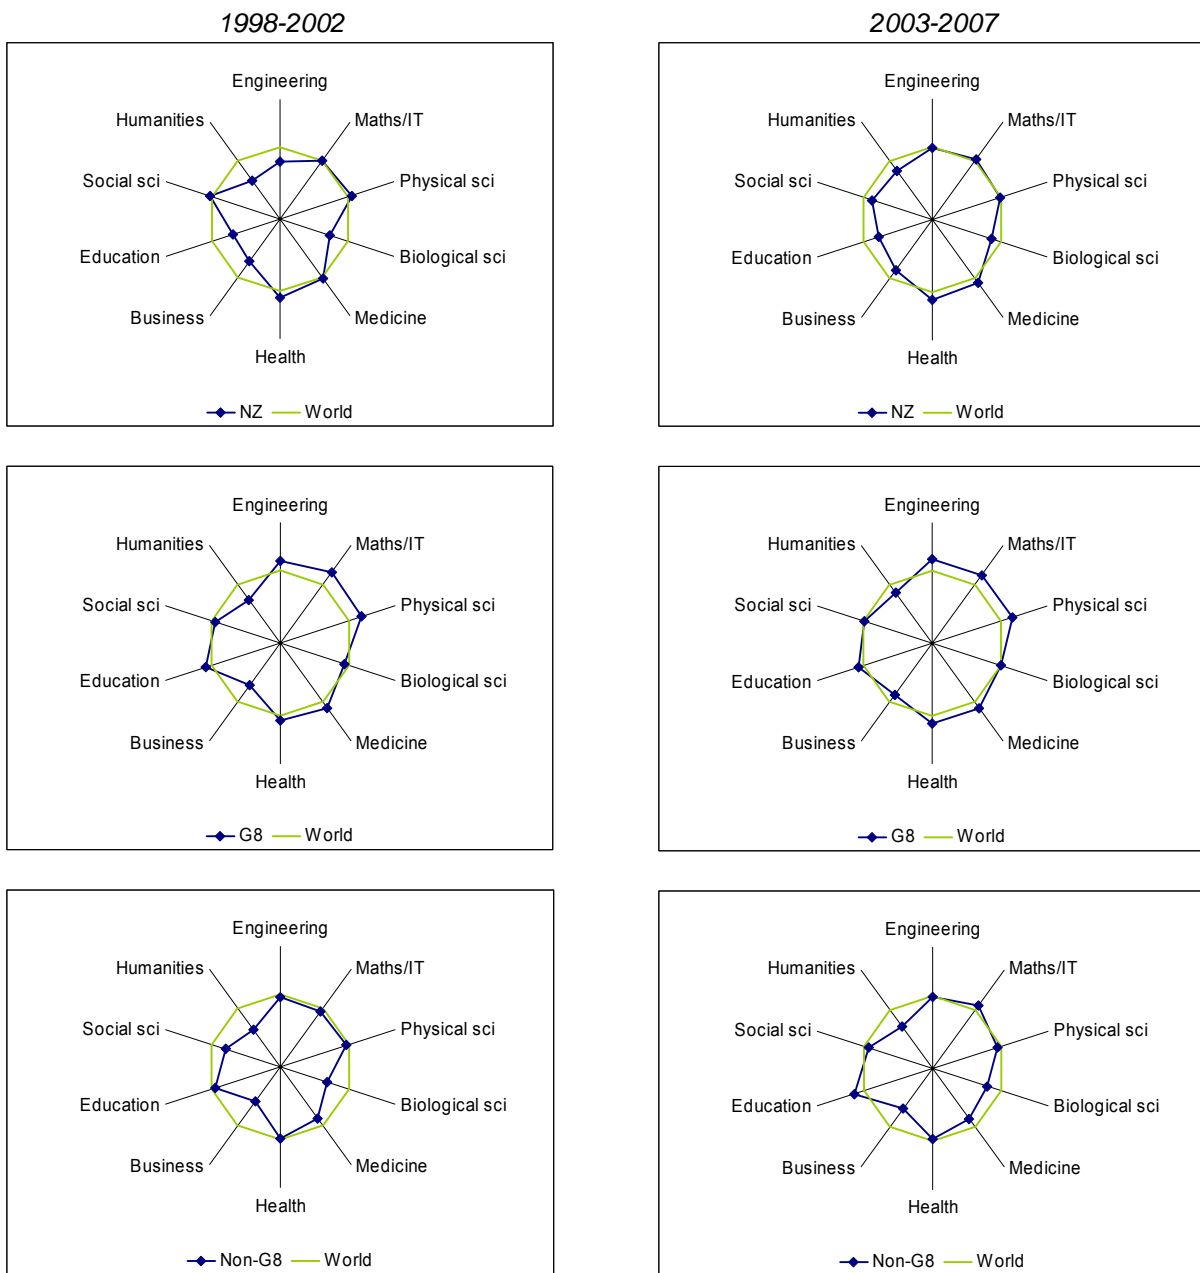 1998-2002
2003-2007
Engineering
Humanities
Maths/IT
Social sci
Physical sci
Education
Biological sci
Business
Medicine
Health
NZ
World
Engineering
Humanities
Maths/IT
Social sci
Physical sci
Education
Biological sci
Business
Medicine
Health
NZ
World
Engineering
Humanities
Maths/IT
Social sci
Physical sci
Education
Biological sci
Business
Medicine
Health
G8
World
Engineering
Humanities
Maths/IT
Social sci
Physical sci
Education
Biological sci
Business
Medicine
Health
G8
World
Engineering
Humanities
Maths/IT
Social sci
Physical sci
Education
Biological sci
Business
Medicine
Health
Non-G8
World
Engineering
Humanities
Maths/IT
Social sci
Physical sci
Education
Biological sci
Business
Medicine
Health
Non-G8
World